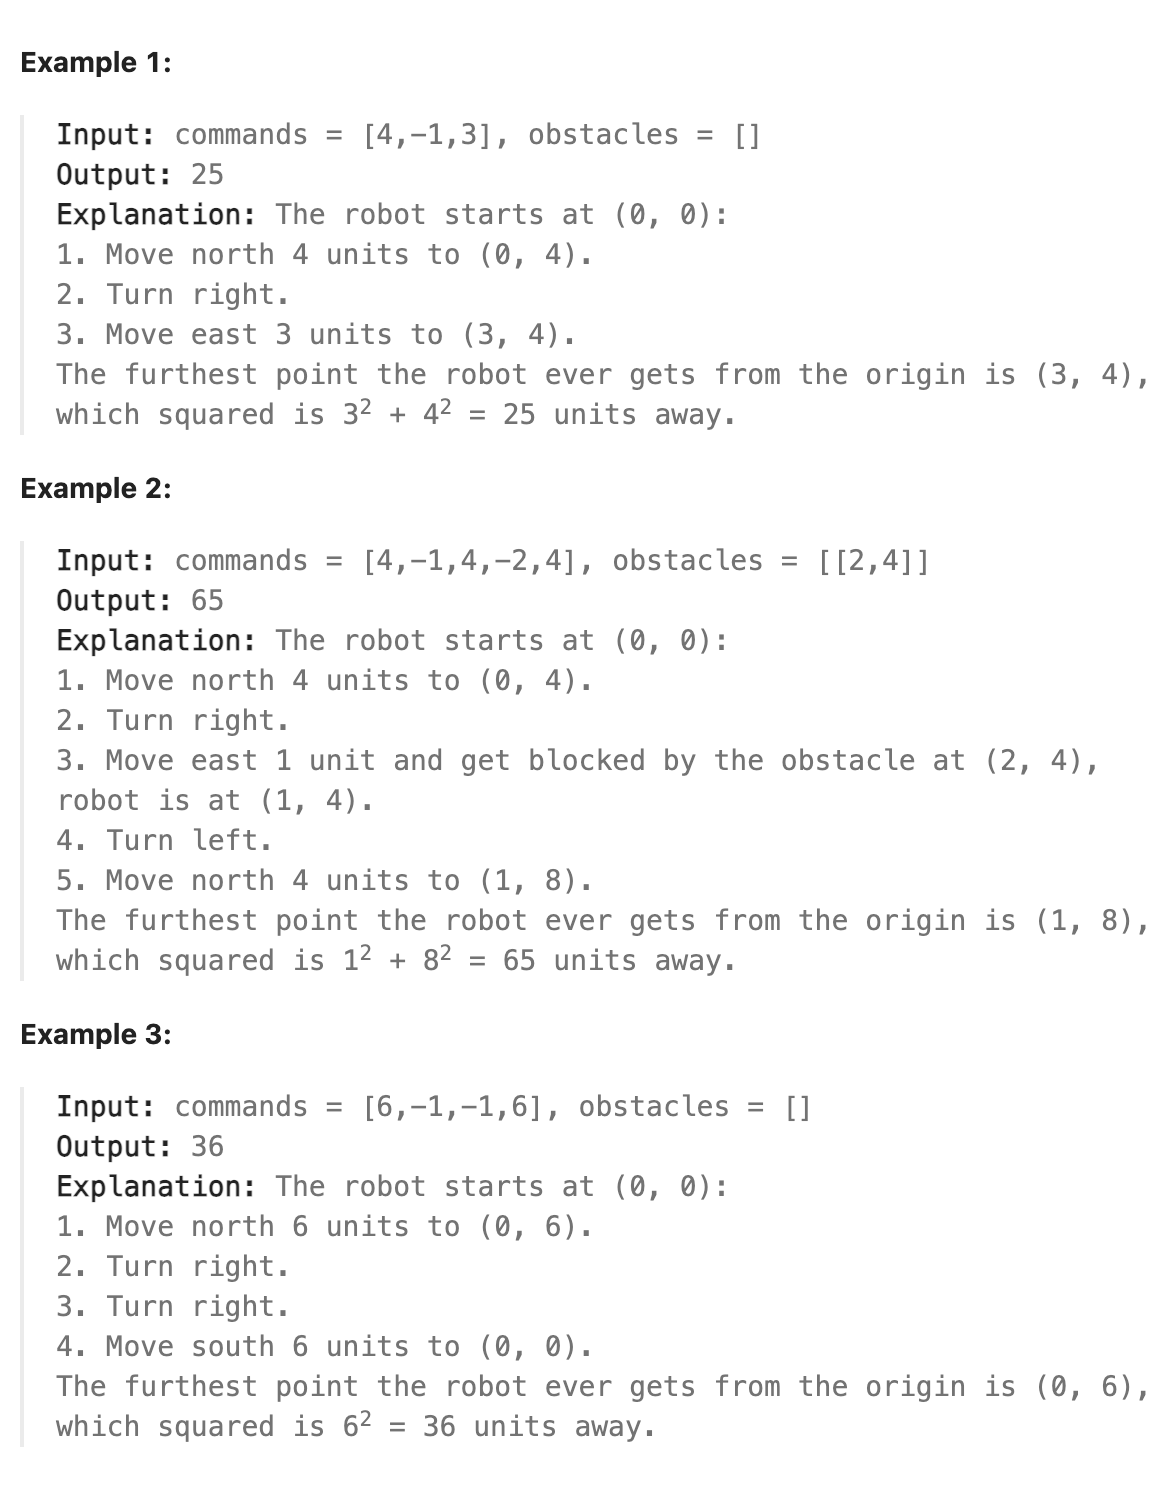 Example 1:
Input: commands = [4,-1,3], obstacles = []
Output: 25
Explanation: The robot starts at (0, 0):
1. Move north 4 units to (0, 4).
2. Turn right.
3. Move east 3 units to (3, 4).
The furthest point the robot ever gets from the origin is (3, 4),
which squared is 3² + 4² = 25 units away.
Example 2:
Input: commands = [4,-1,4,-2,4], obstacles = [[2,4]]
Output: 65
Explanation: The robot starts at (0, 0):
1. Move north 4 units to (0, 4).
2. Turn right.
3. Move east 1 unit and get blocked by the obstacle at (2, 4),
robot is at (1, 4).
4. Turn left.
5. Move north 4 units to (1, 8).
The furthest point the robot ever gets from the origin is (1, 8),
which squared is 1² + 8² = 65 units away.
Example 3:
Input: commands = [6,-1,-1,6], obstacles = []
Output: 36
Explanation: The robot starts at (0, 0):
1. Move north 6 units to (0, 6).
2. Turn right.
3. Turn right.
4. Move south 6 units to (0, 0).
The furthest point the robot ever gets from the origin is (0, 6),
which squared is 6² = 36 units away.